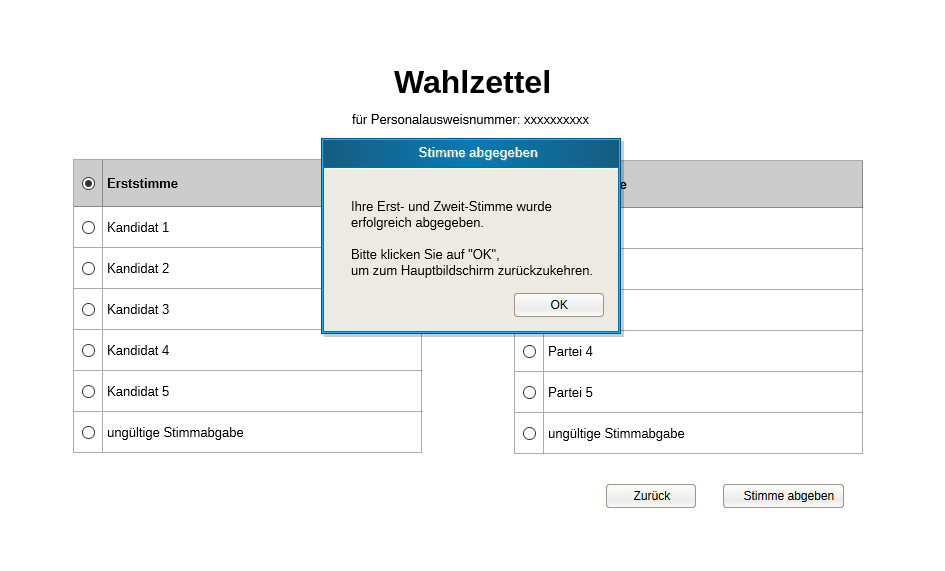 Wahlzettel
für Personalausweisnummer: xxxxxxxxxx
Stimme abgegeben
Ihre Erst- und Zweit-Stimme wurde
erfolgreich abgegeben.
Bitte klicken Sie auf "OK",
um zum Hauptbildschirm zurückzukehren.
OK
Erststimme
Kandidat 1
Kandidat 2
Kandidat 3
Kandidat 4
Kandidat 5
ungültige Stimmabgabe
e
Partei 4
Partei 5
ungültige Stimmabgabe
Zurück
Stimme abgeben